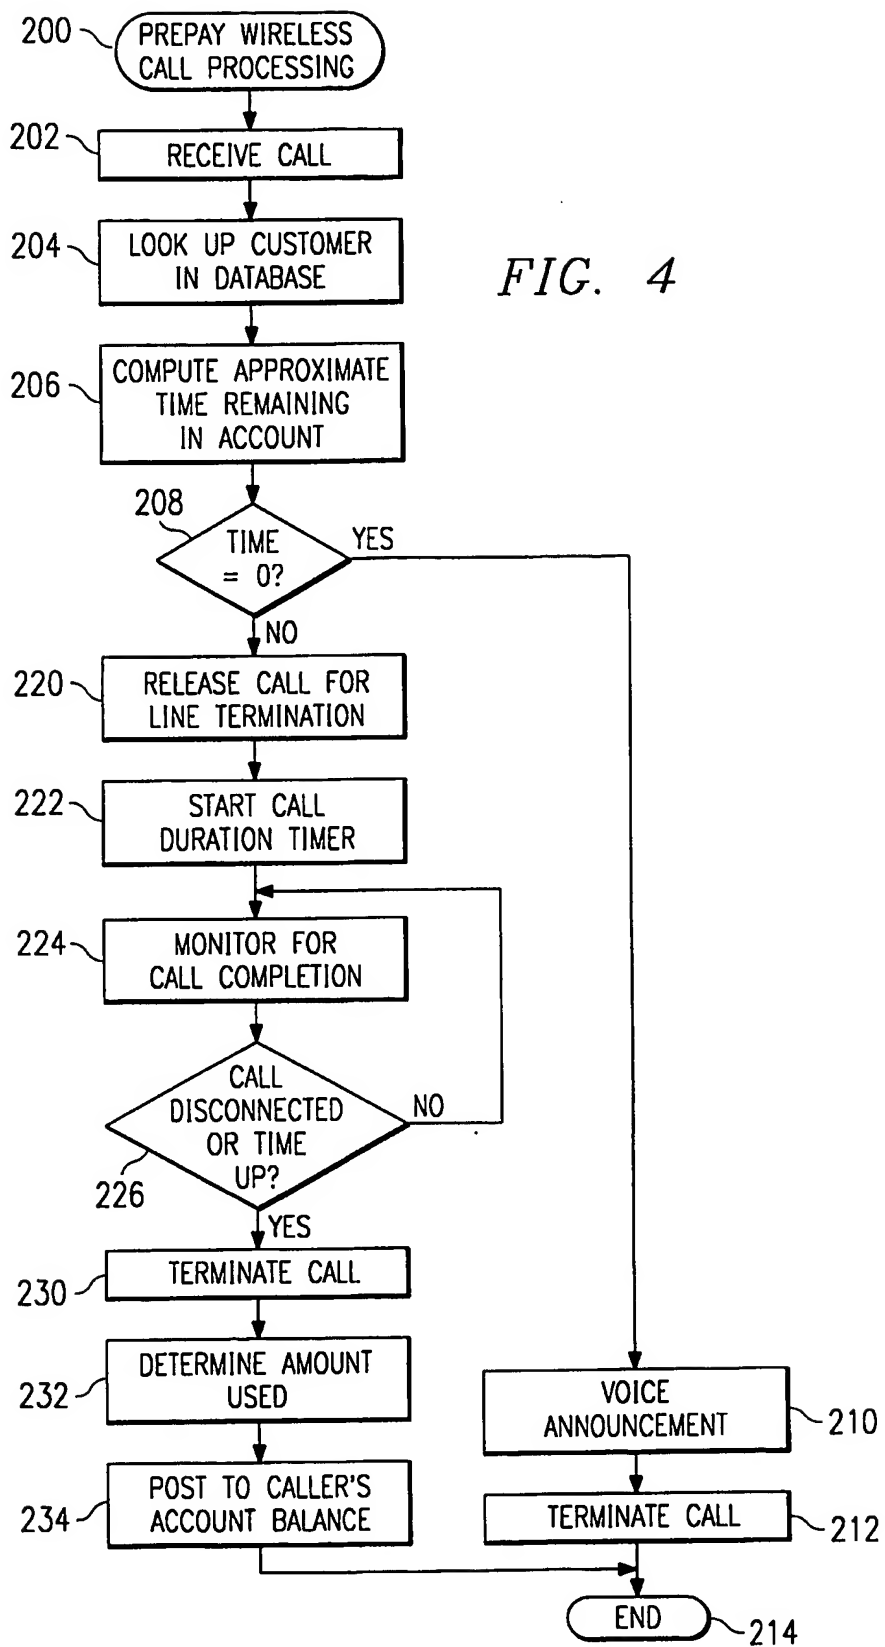 200
PREPAY WIRELESS
CALL PROCESSING
202
RECEIVE CALL
204
LOOK UP CUSTOMER
IN DATABASE
FIG. 4
206
COMPUTE APPROXIMATE
TIME REMAINING
IN ACCOUNT
208
TIME
= 0?
YES
NO
220
RELEASE CALL FOR
LINE TERMINATION
222
START CALL
DURATION TIMER
224
MONITOR FOR
CALL COMPLETION
CALL
DISCONNECTED
OR TIME
UP?
NO
226
YES
230
TERMINATE CALL
232
DETERMINE AMOUNT
USED
234
POST TO CALLER'S
ACCOUNT BALANCE
VOICE
ANNOUNCEMENT
210
TERMINATE CALL
212
END
214